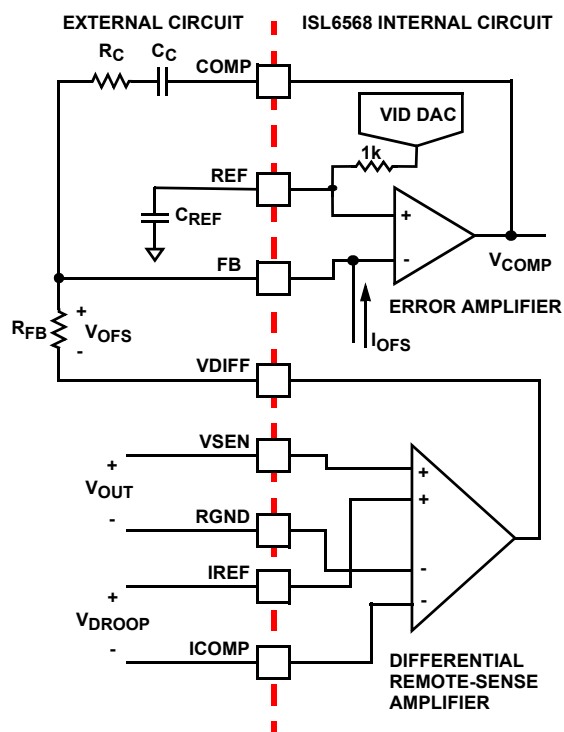 EXTERNAL CIRCUIT
ISL6568 INTERNAL CIRCUIT
RC
CC
COMP
VID DAC
1k
REF
CREF
+
-
FB
VCOMP
ERROR AMPLIFIER
IOFS
RFB
+
VOFS
-
VDIFF
VSEN
+
VOUT
-
+
+
RGND
IREF
-
-
+
VDROOP
-
ICOMP
DIFFERENTIAL
REMOTE-SENSE
AMPLIFIER